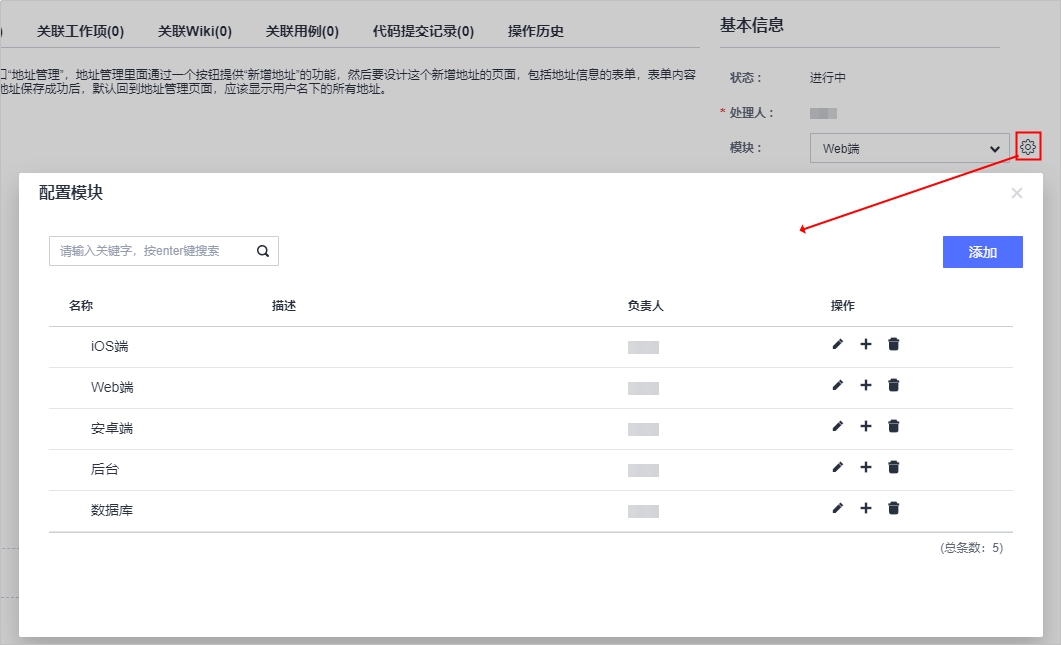 关联工作项(0) 关联Wiki(0) 关联用例(0) 代码提交记录(0) 操作历史
基本信息
“地址管理”，地址管理里面通过一个按钮提供“新增地址”的功能，然后要设计这个新增地址的页面，包括地址信息的表单，表单内容
地址保存成功后，默认回到地址管理页面，应该显示用户名下的所有地址。
状态：
进行中
* 处理人：
模块：
Web端
配置模块
请输入关键字，按enter键搜索
添加
名称 描述 负责人 操作
iOS端
Web端
安卓端
后台
数据库
(总条数：5)